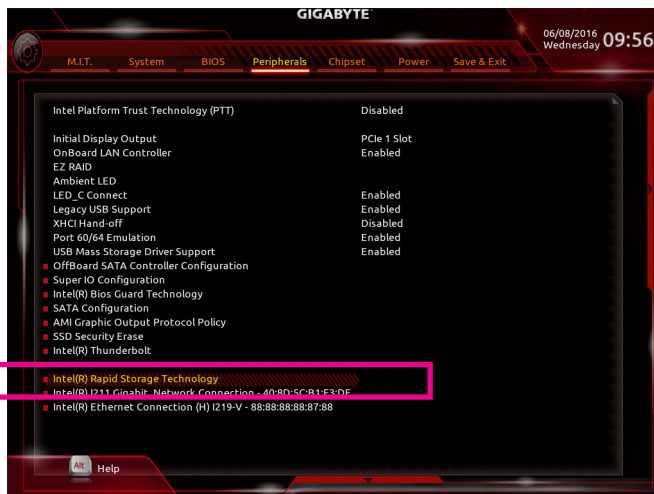 GIGABYTE™
06/08/2016 Wednesday 09:56
M.I.T. System BIOS Peripherals Chipset Power Save & Exit
Intel Platform Trust Technology (PTT) Disabled
Initial Display Output PCIe 1 Slot
OnBoard LAN Controller Enabled
EZ RAID
Ambient LED
LED_C Connect Enabled
Legacy USB Support Enabled
XHCI Hand-off Disabled
Port 60/64 Emulation Enabled
USB Mass Storage Driver Support Enabled
OffBoard SATA Controller Configuration
Super IO Configuration
Intel(R) Bios Guard Technology
SATA Configuration
AMI Graphic Output Protocol Policy
SSD Security Erase
Intel(R) Thunderbolt
Intel(R) Rapid Storage Technology
Intel(R) I211 Gigabit Network Connection - 40:8D:5C:B1:F3:DF
Intel(R) Ethernet Connection (H) I219-V - 88:88:88:88:87:88
Alt Help